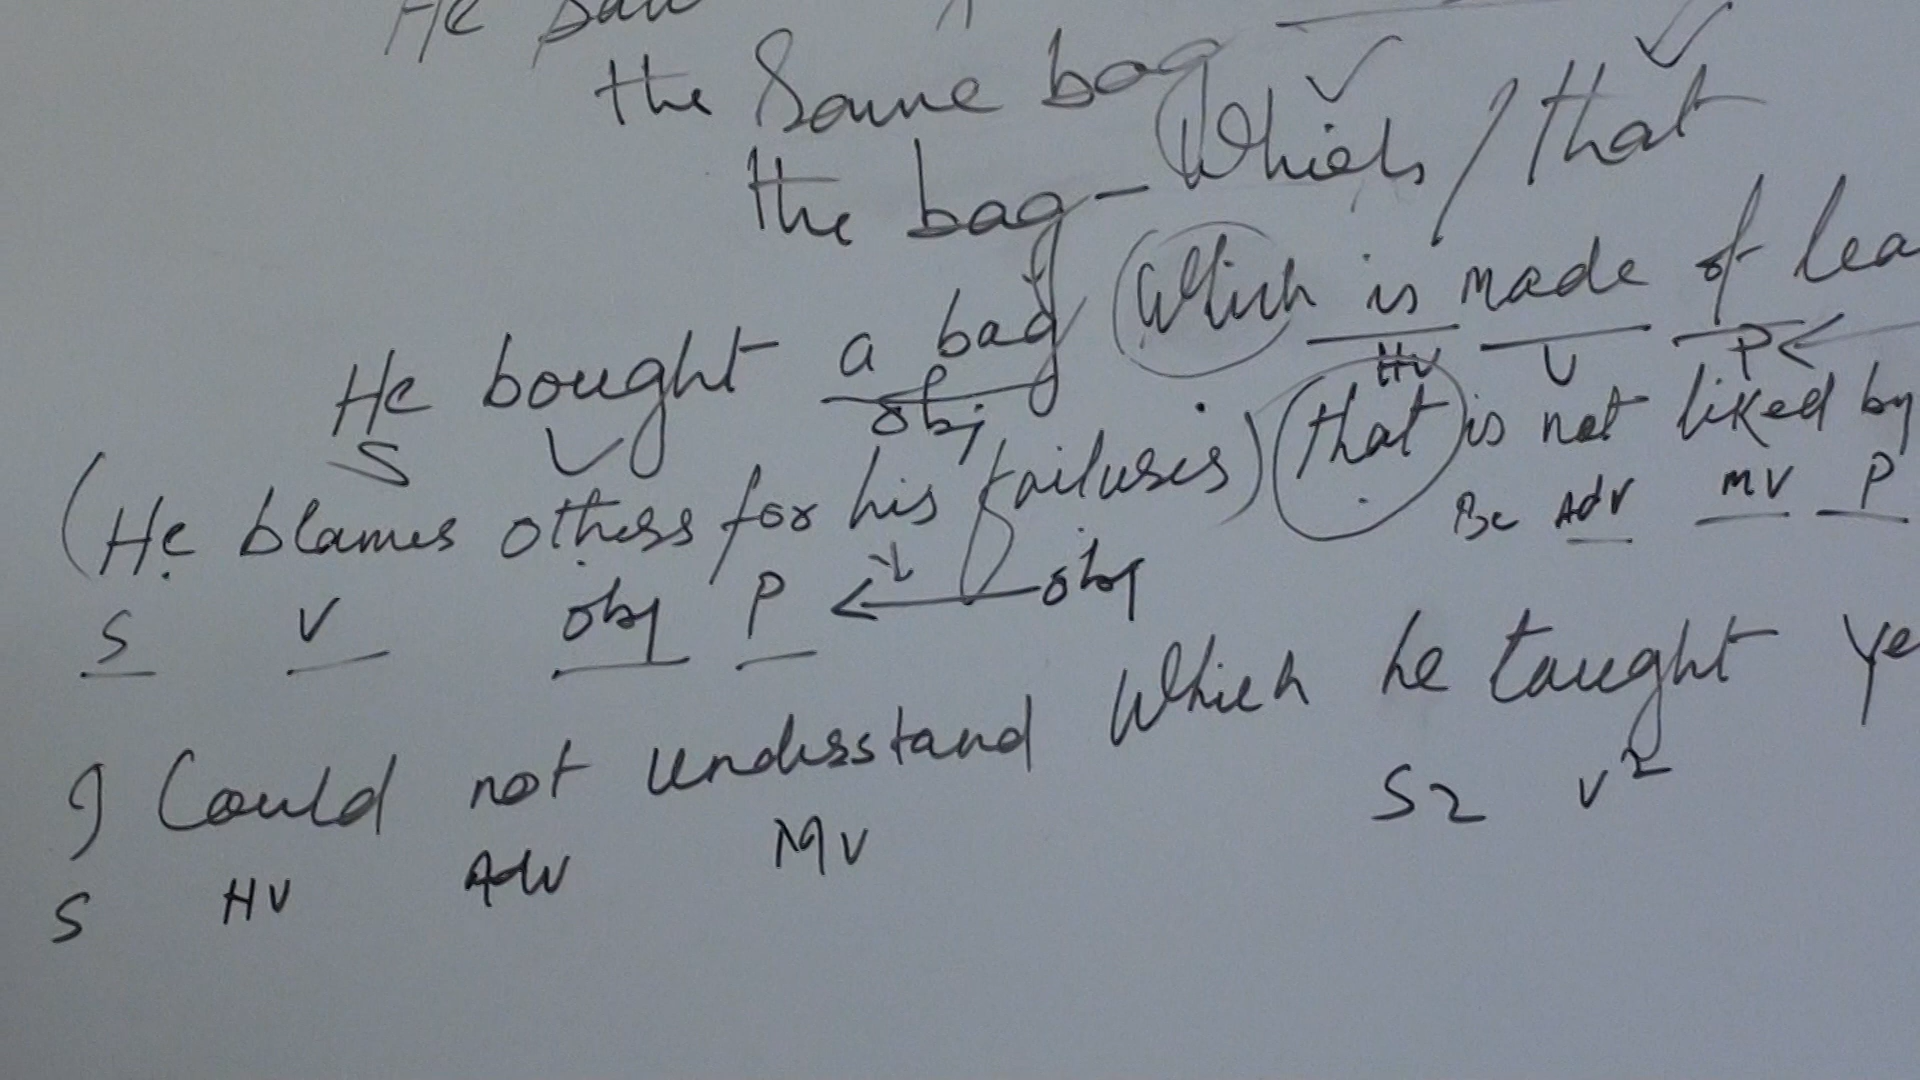 He
the same bag
the bag - which / that
He bought a bag which is made of lea
S V obj HV V P
(He blames others for his failuses) that is not liked by
S V obj P obj Be Adv MV P
I Could not understand which he taught Ye
S HV Adv MV S2 V2